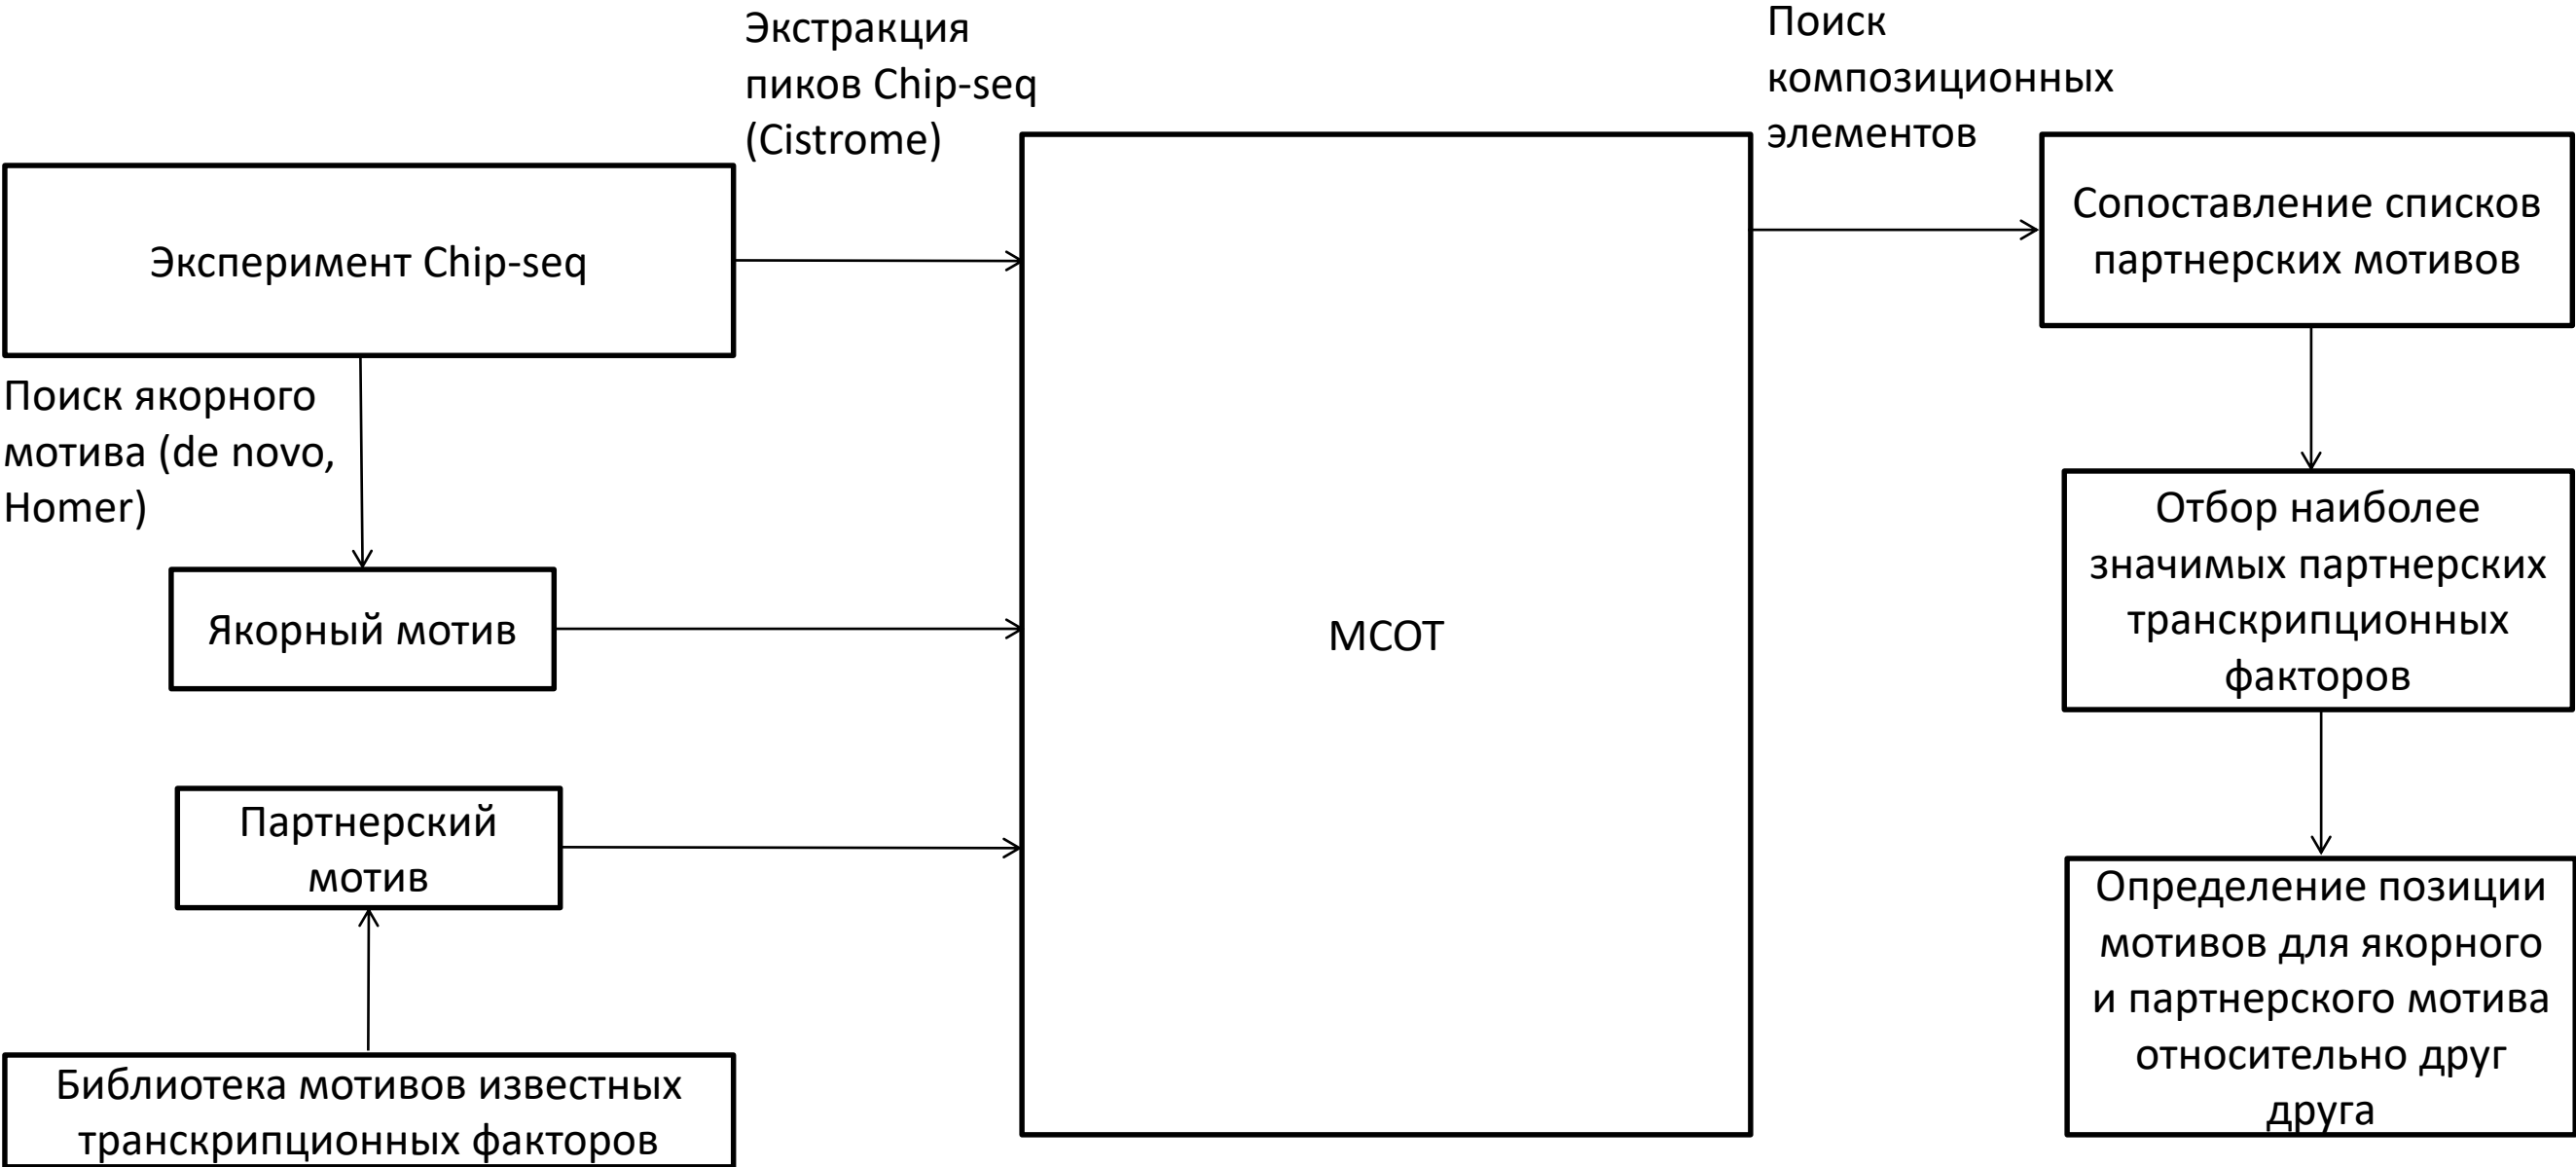 Экстракция
пиков Chip-seq
(Cistrome)
Поиск
композиционных
элементов
Эксперимент Chip-seq
Сопоставление списков
партнерских мотивов
Поиск якорного
мотива (de novo,
Homer)
Отбор наиболее
значимых партнерских
транскрипционных
факторов
Якорный мотив
MCOT
Партнерский
мотив
Определение позиции
мотивов для якорного
и партнерского мотива
относительно друг
друга
Библиотека мотивов известных
транскрипционных факторов